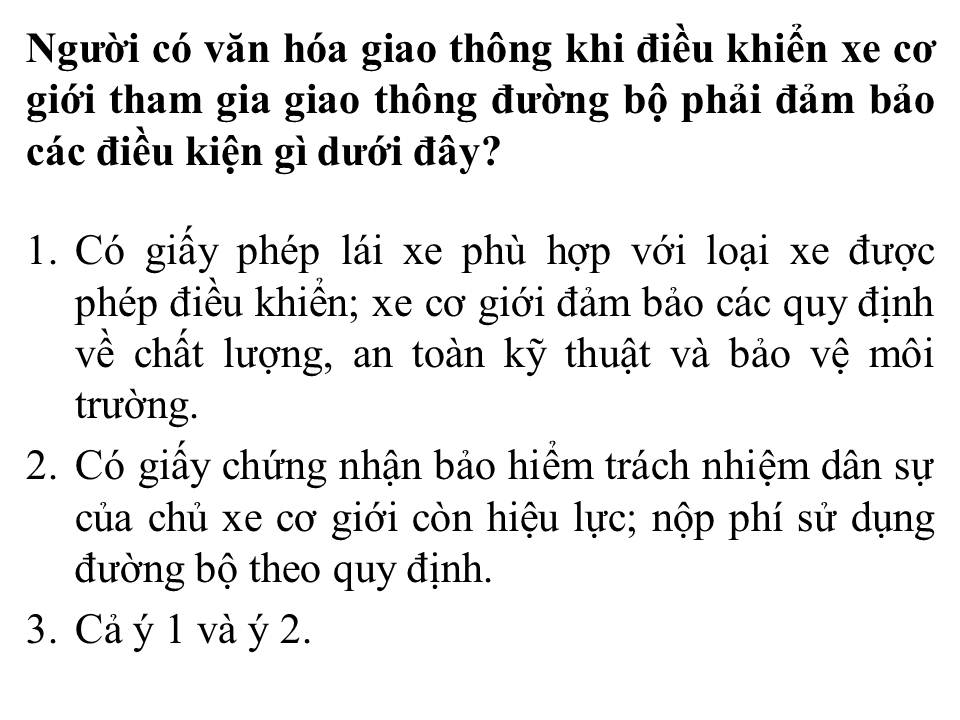 Người có văn hóa giao thông khi điều khiển xe cơ
giới tham gia giao thông đường bộ phải đảm bảo
các điều kiện gì dưới đây?
1. Có giấy phép lái xe phù hợp với loại xe được
phép điều khiển; xe cơ giới đảm bảo các quy định
về chất lượng, an toàn kỹ thuật và bảo vệ môi
trường.
2. Có giấy chứng nhận bảo hiểm trách nhiệm dân sự
của chủ xe cơ giới còn hiệu lực; nộp phí sử dụng
đường bộ theo quy định.
3. Cả ý 1 và ý 2.